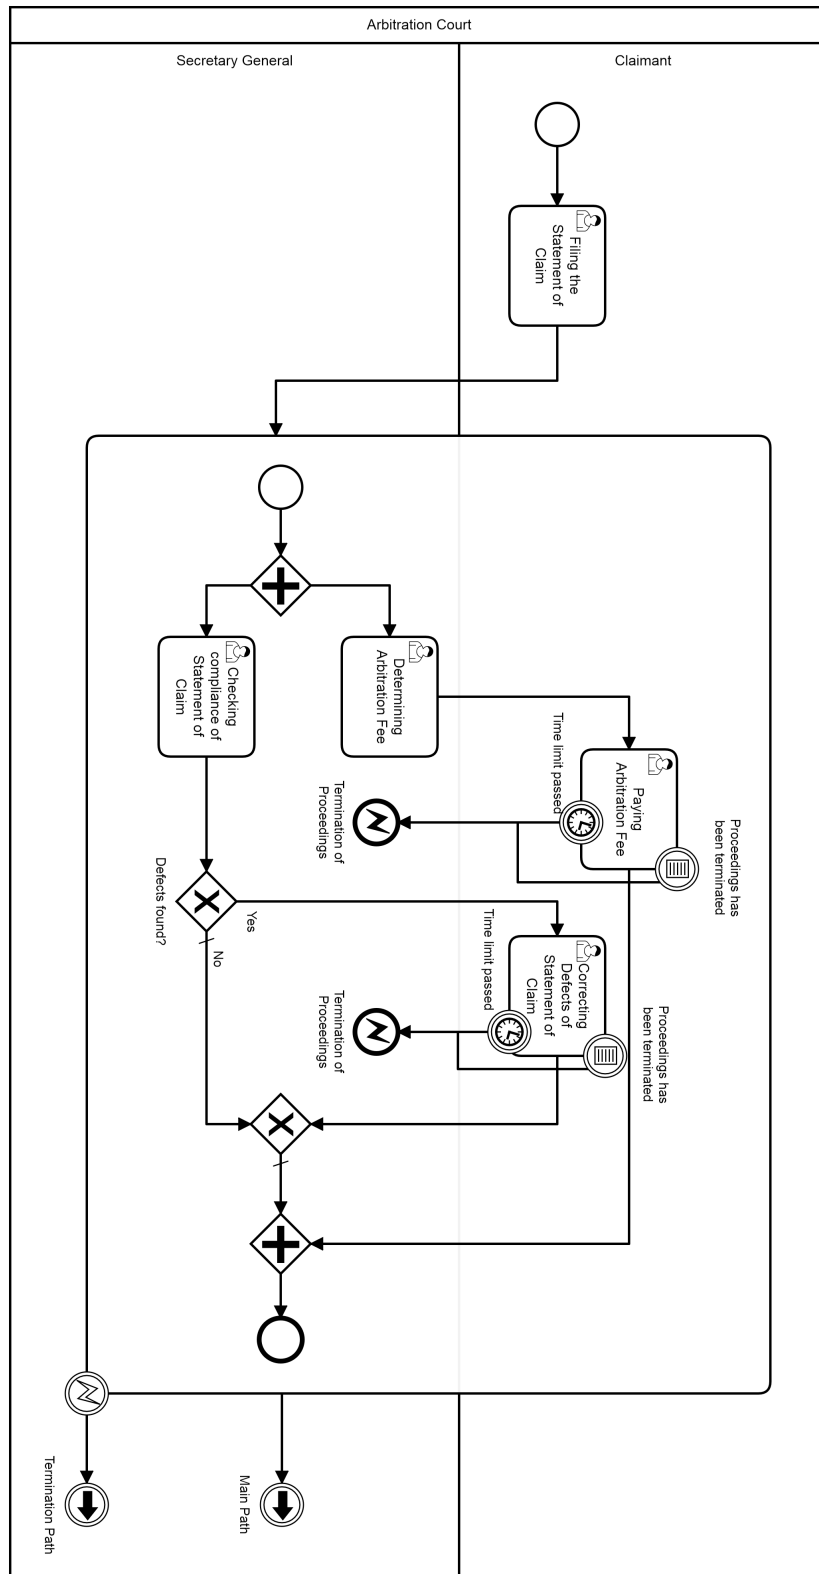 Arbitration Court
Secretary General
Claimant
Filing the
Statement of
Claim
Determining
Arbitration Fee
Checking
compliance of
Statement of
Claim
Paying
Arbitration Fee
Time limit passed
Proceedings has
been terminated
Termination of
Proceedings
Defects found?
Yes
No
Correcting
Defects of
Statement of
Claim
Time limit passed
Proceedings has
been terminated
Termination of
Proceedings
Termination Path
Main Path